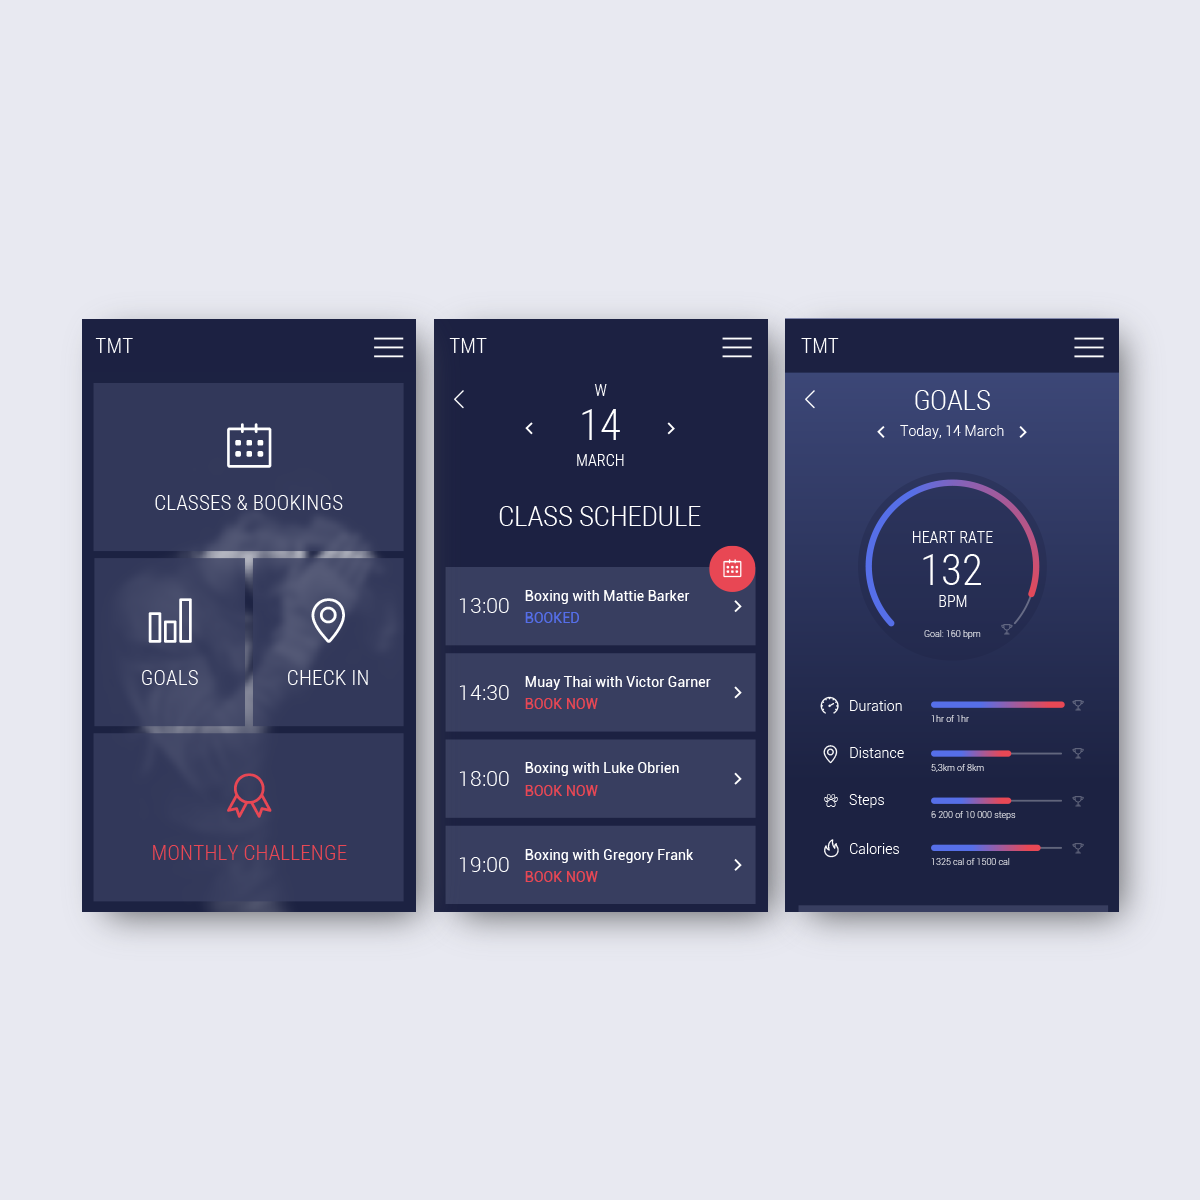 TMT
CLASSES & BOOKINGS
GOALS
CHECK IN
MONTHLY CHALLENGE
TMT
W
14
MARCH
CLASS SCHEDULE
13:00
Boxing with Mattie Barker
BOOKED
14:30
Muay Thai with Victor Garner
BOOK NOW
18:00
Boxing with Luke Obrien
BOOK NOW
19:00
Boxing with Gregory Frank
BOOK NOW
TMT
GOALS
Today, 14 March
HEART RATE
132
BPM
Goal: 160 bpm
Duration
1hr of 1hr
Distance
5,3km of 8km
Steps
6 200 of 10 000 steps
Calories
1325 cal of 1500 cal